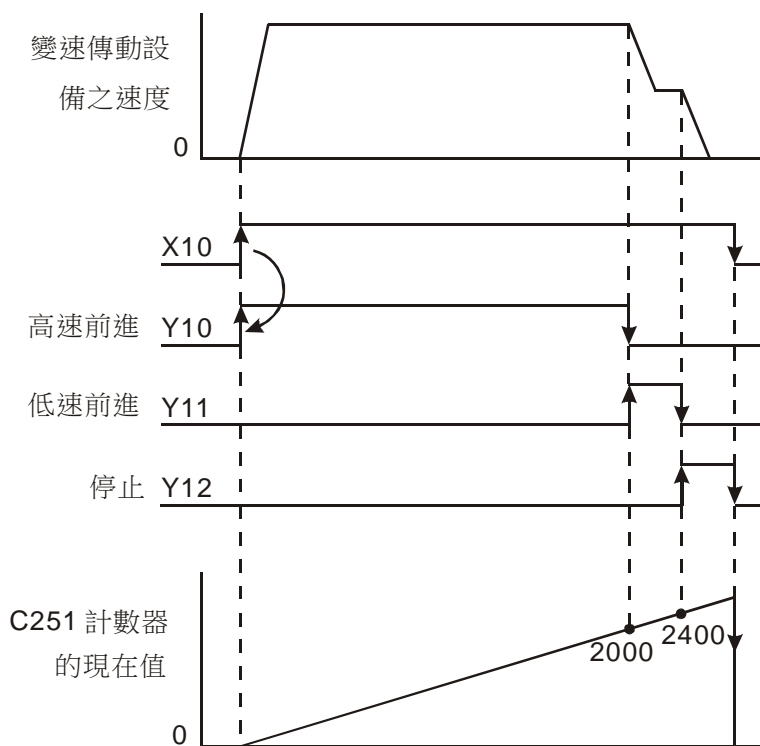 變速傳動設
備之速度
0
X10
高速前進 Y10
低速前進 Y11
停止 Y12
C251 計數器
的現在值
2000
2400
0